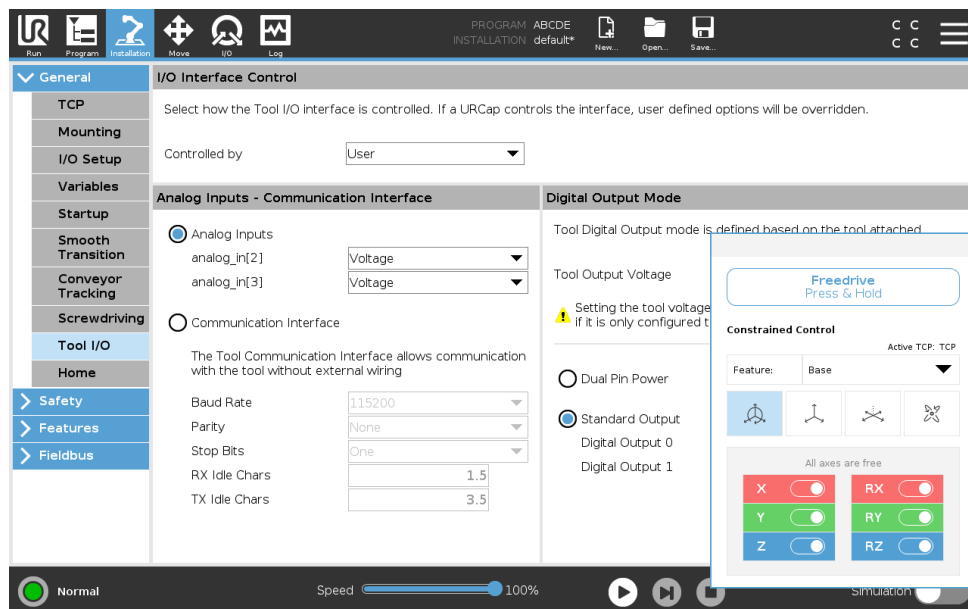 PROGRAM ABCDE
INSTALLATION default*
Run Program Installation Move I/O Log New... Open... Save...
C C
C C
General
TCP
Mounting
I/O Setup
Variables
Startup
Smooth
Transition
Conveyor
Tracking
Screwdriving
Tool I/O
Home
Safety
Features
Fieldbus
I/O Interface Control
Select how the Tool I/O interface is controlled. If a URCap controls the interface, user defined options will be overridden.
Controlled by User
Analog Inputs - Communication Interface
Analog Inputs
analog_in[2] Voltage
analog_in[3] Voltage
Communication Interface
The Tool Communication Interface allows communication
with the tool without external wiring
Baud Rate 115200
Parity None
Stop Bits One
RX Idle Chars 1.5
TX Idle Chars 3.5
Digital Output Mode
Tool Digital Output mode is defined based on the tool attached
Tool Output Voltage
Setting the tool voltage
if it is only configured t
Dual Pin Power
Standard Output
Digital Output 0
Digital Output 1
Freedrive
Press & Hold
Constrained Control
Active TCP: TCP
Feature: Base
All axes are free
X RX
Y RY
Z RZ
Normal
Speed 100%
Simulation